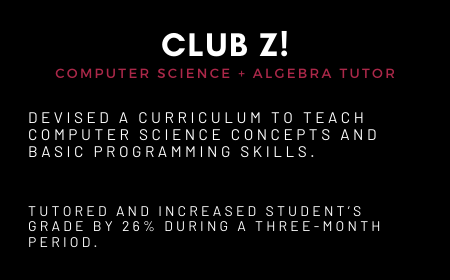 CLUB Z!
COMPUTER SCIENCE + ALGEBRA TUTOR
DEVISED A CURRICULUM TO TEACH
COMPUTER SCIENCE CONCEPTS AND
BASIC PROGRAMMING SKILLS.
TUTORED AND INCREASED STUDENT'S
GRADE BY 26% DURING A THREE-MONTH
PERIOD.